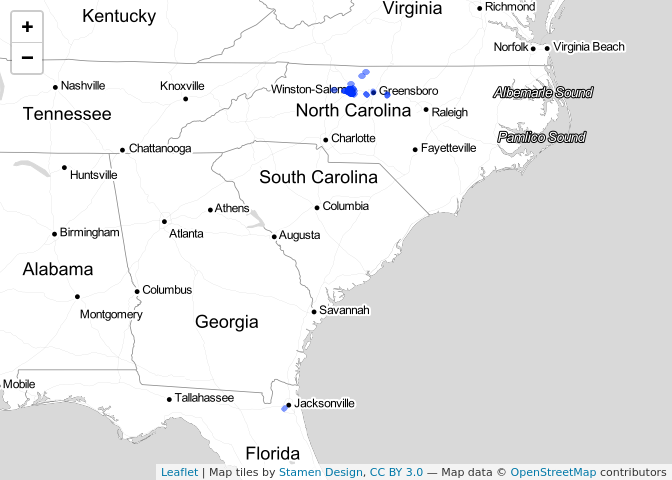 +
−
Kentucky
Virginia
Richmond
Norfolk
Virginia Beach
Nashville
Knoxville
Winston-Salem
Greensboro
Albemarle Sound
Tennessee
North Carolina
Raleigh
Chattanooga
Charlotte
Fayetteville
Pamlico Sound
Huntsville
South Carolina
Athens
Columbia
Birmingham
Atlanta
Augusta
Alabama
Columbus
Montgomery
Georgia
Savannah
Mobile
Tallahassee
Jacksonville
Florida
Leaflet | Map tiles by Stamen Design, CC BY 3.0 — Map data © OpenStreetMap contributors